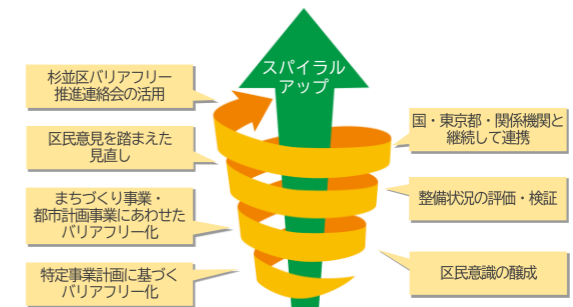 スパイラル
アップ
杉並区バリアフリー
推進連絡会の活用
区民意見を踏まえた
見直し
まちづくり事業・
都市計画事業にあわせた
バリアフリー化
特定事業計画に基づく
バリアフリー化
国・東京都・関係機関と
継続して連携
整備状況の評価・検証
区民意識の醸成